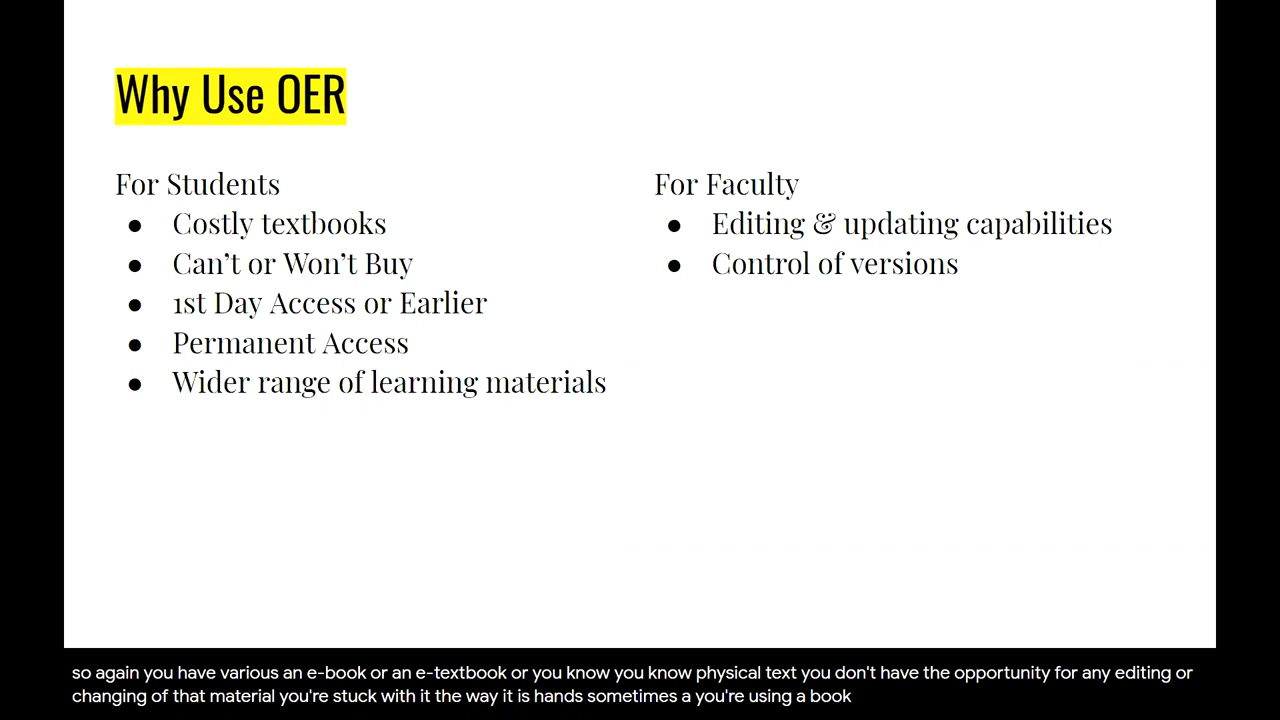 Why Use OER
For Students
● Costly textbooks
● Can't or Won't Buy
● 1st Day Access or Earlier
● Permanent Access
● Wider range of learning materials
For Faculty
● Editing & updating capabilities
● Control of versions
so again you have various an e-book or an e-textbook or you know you know physical text you don't have the opportunity for any editing or
changing of that material you're stuck with it the way it is hands sometimes a you're using a book